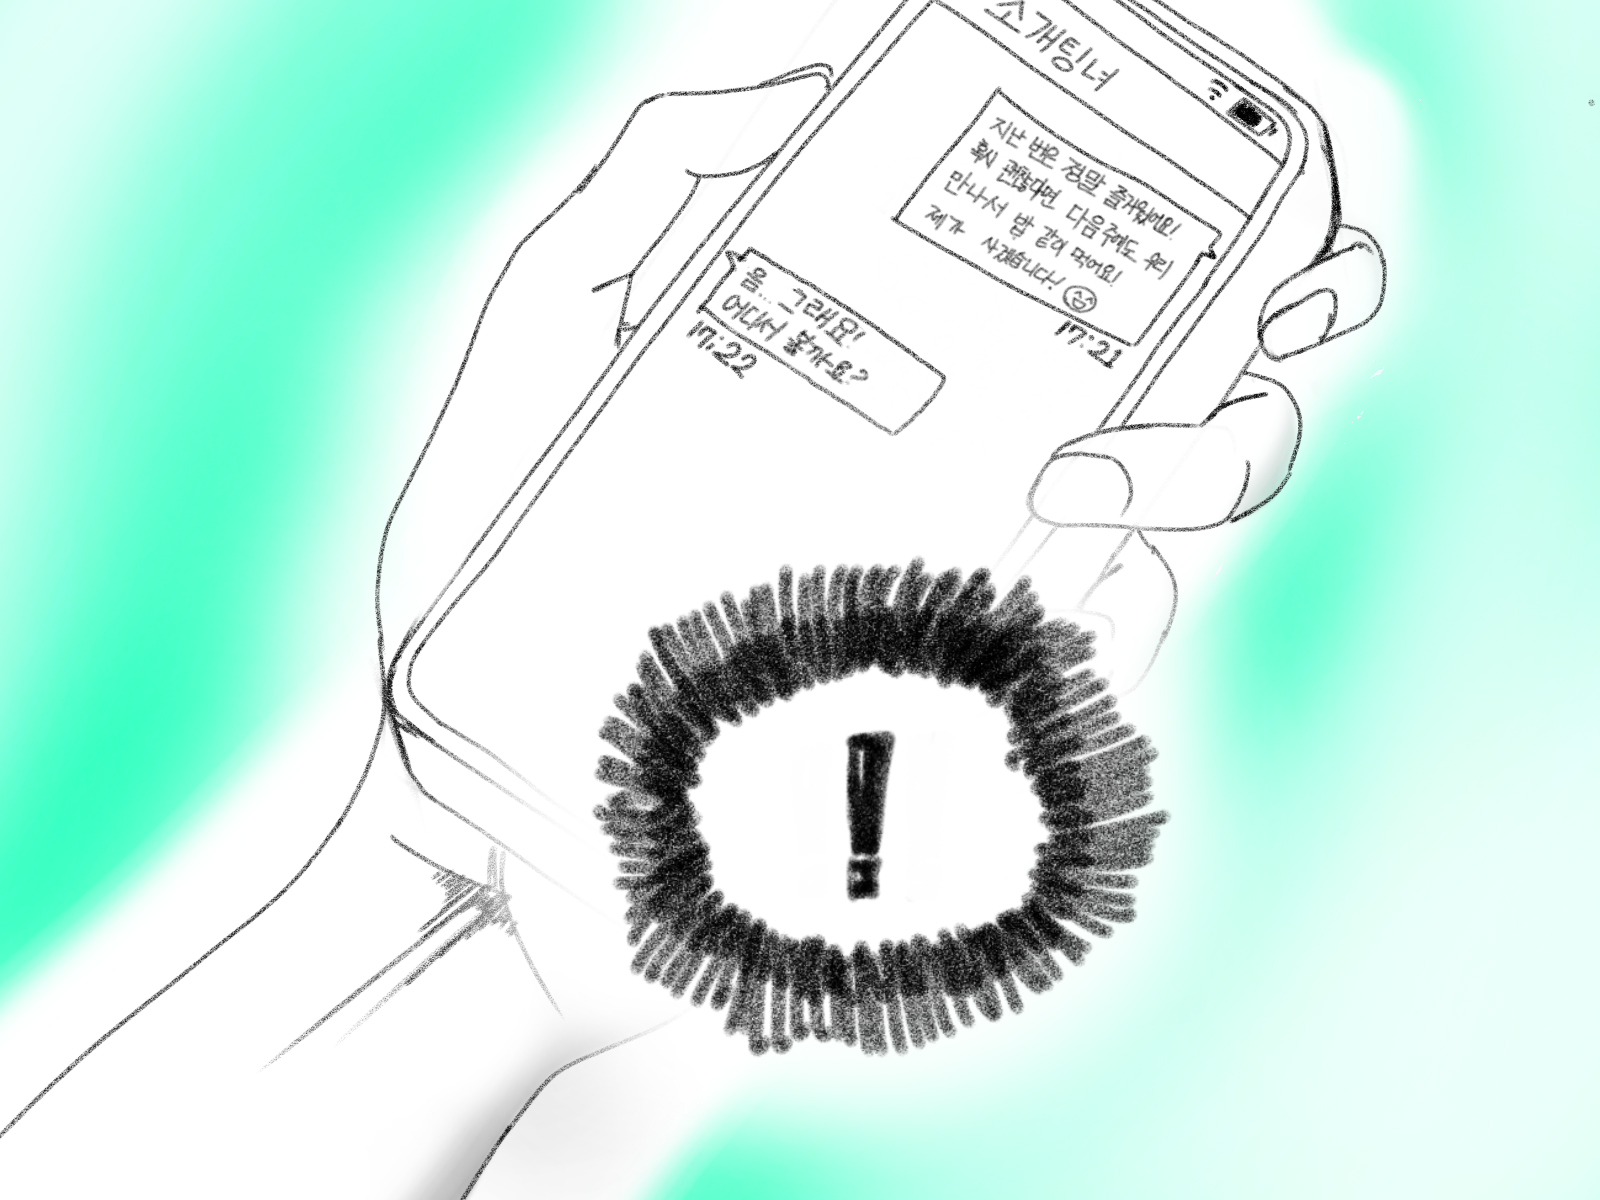 소개팅녀
지난 번은 정말 즐거웠어요!
혹시 괜찮다면 다음주에도 우리
만나서 밥 같이 먹어요!
제가 사겠습니다!
17:21
음... 그래요!
어디서 볼까요?
17:22
!